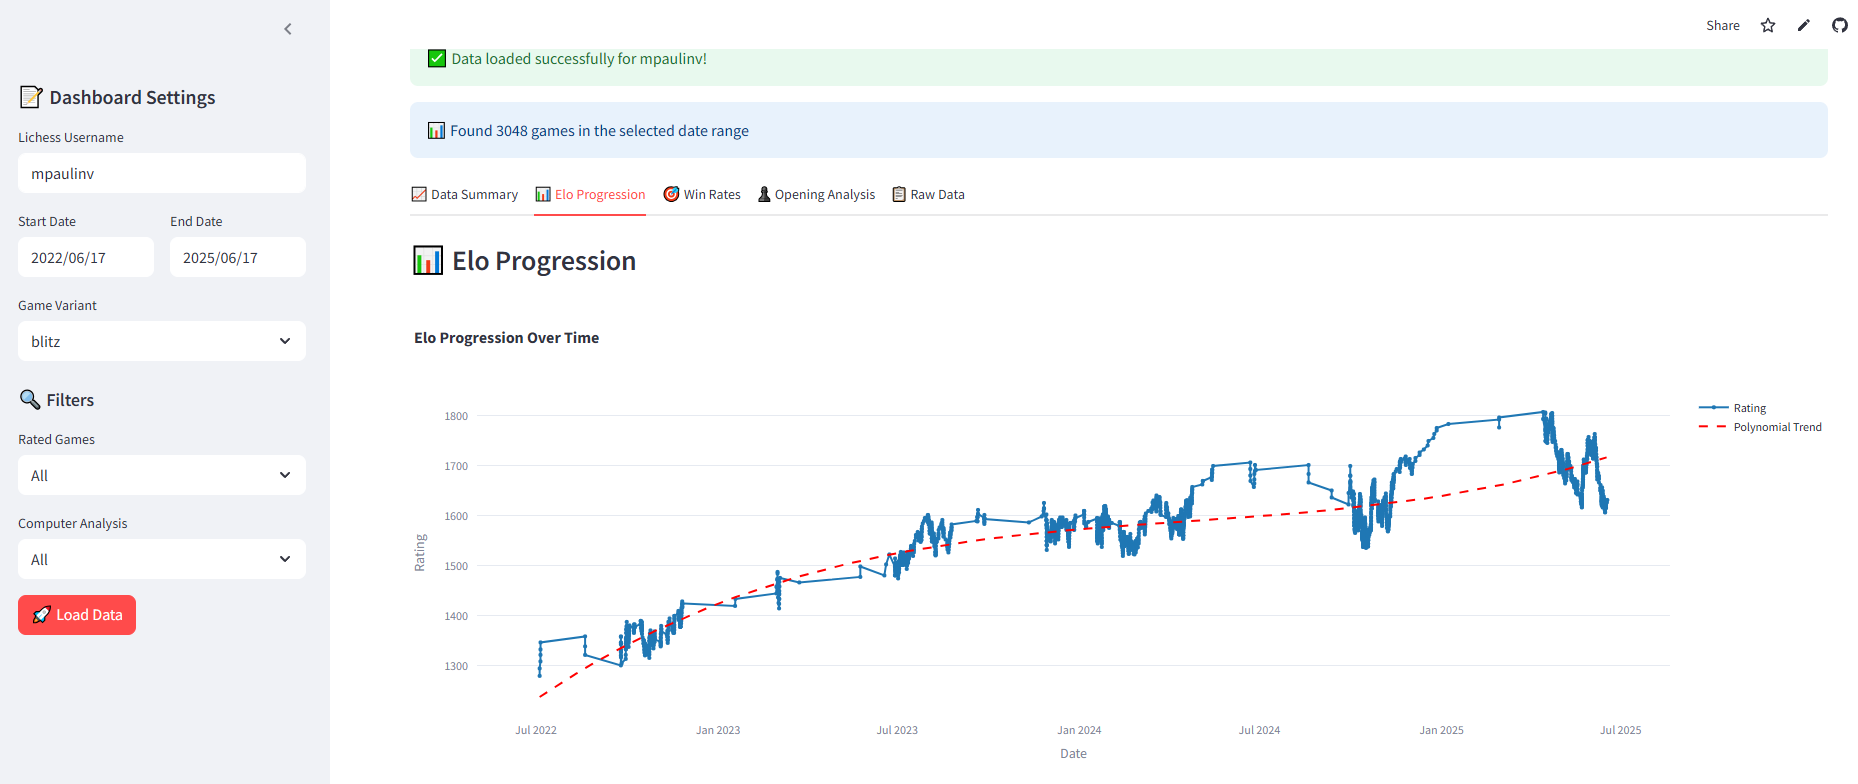 Share
Dashboard Settings
Lichess Username
mpaulinv
Start Date
End Date
2022/06/17
2025/06/17
Game Variant
blitz
Filters
Rated Games
All
Computer Analysis
All
Load Data
Data loaded successfully for mpaulinv!
Found 3048 games in the selected date range
Data Summary
Elo Progression
Win Rates
Opening Analysis
Raw Data
Elo Progression
Elo Progression Over Time
Rating
Polynomial Trend
1800
1700
1600
1500
1400
1300
Rating
Jul 2022
Jan 2023
Jul 2023
Jan 2024
Jul 2024
Jan 2025
Jul 2025
Date